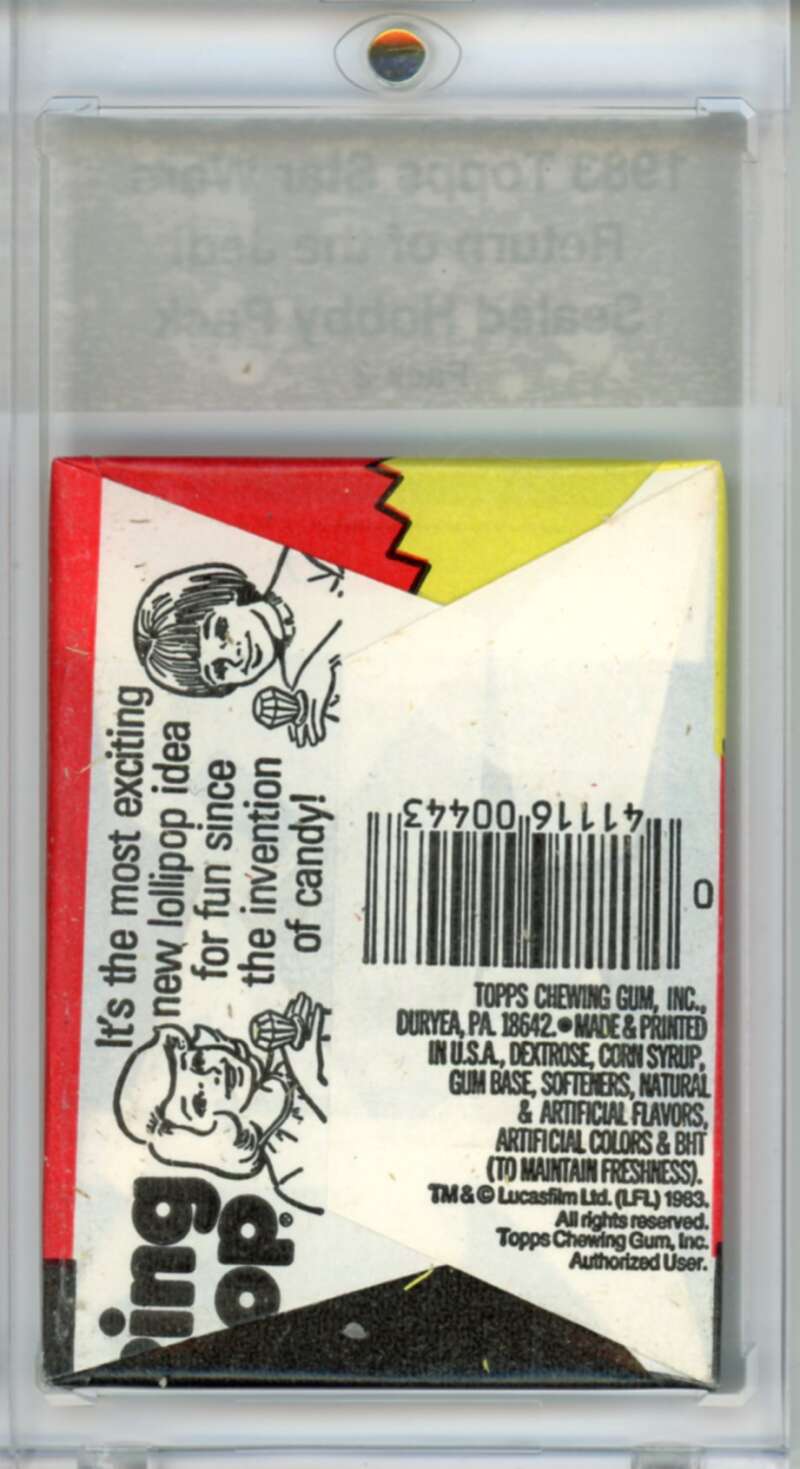 1983 Topps Star Wars
Return of the Jedi
Sealed Hobby Pack
Pack 2
It's the most exciting
new lollipop idea
for fun since
the invention
of candy!
ing
op®
0 41116 00443
TOPPS CHEWING GUM, INC.,
DURYEA, PA. 18642. ● MADE & PRINTED
IN U.S.A., DEXTROSE, CORN SYRUP,
GUM BASE, SOFTENERS, NATURAL
& ARTIFICIAL FLAVORS,
ARTIFICIAL COLORS & BHT
(TO MAINTAIN FRESHNESS).
TM & © Lucasfilm Ltd. (LFL) 1983.
All rights reserved.
Topps Chewing Gum, Inc.
Authorized User.